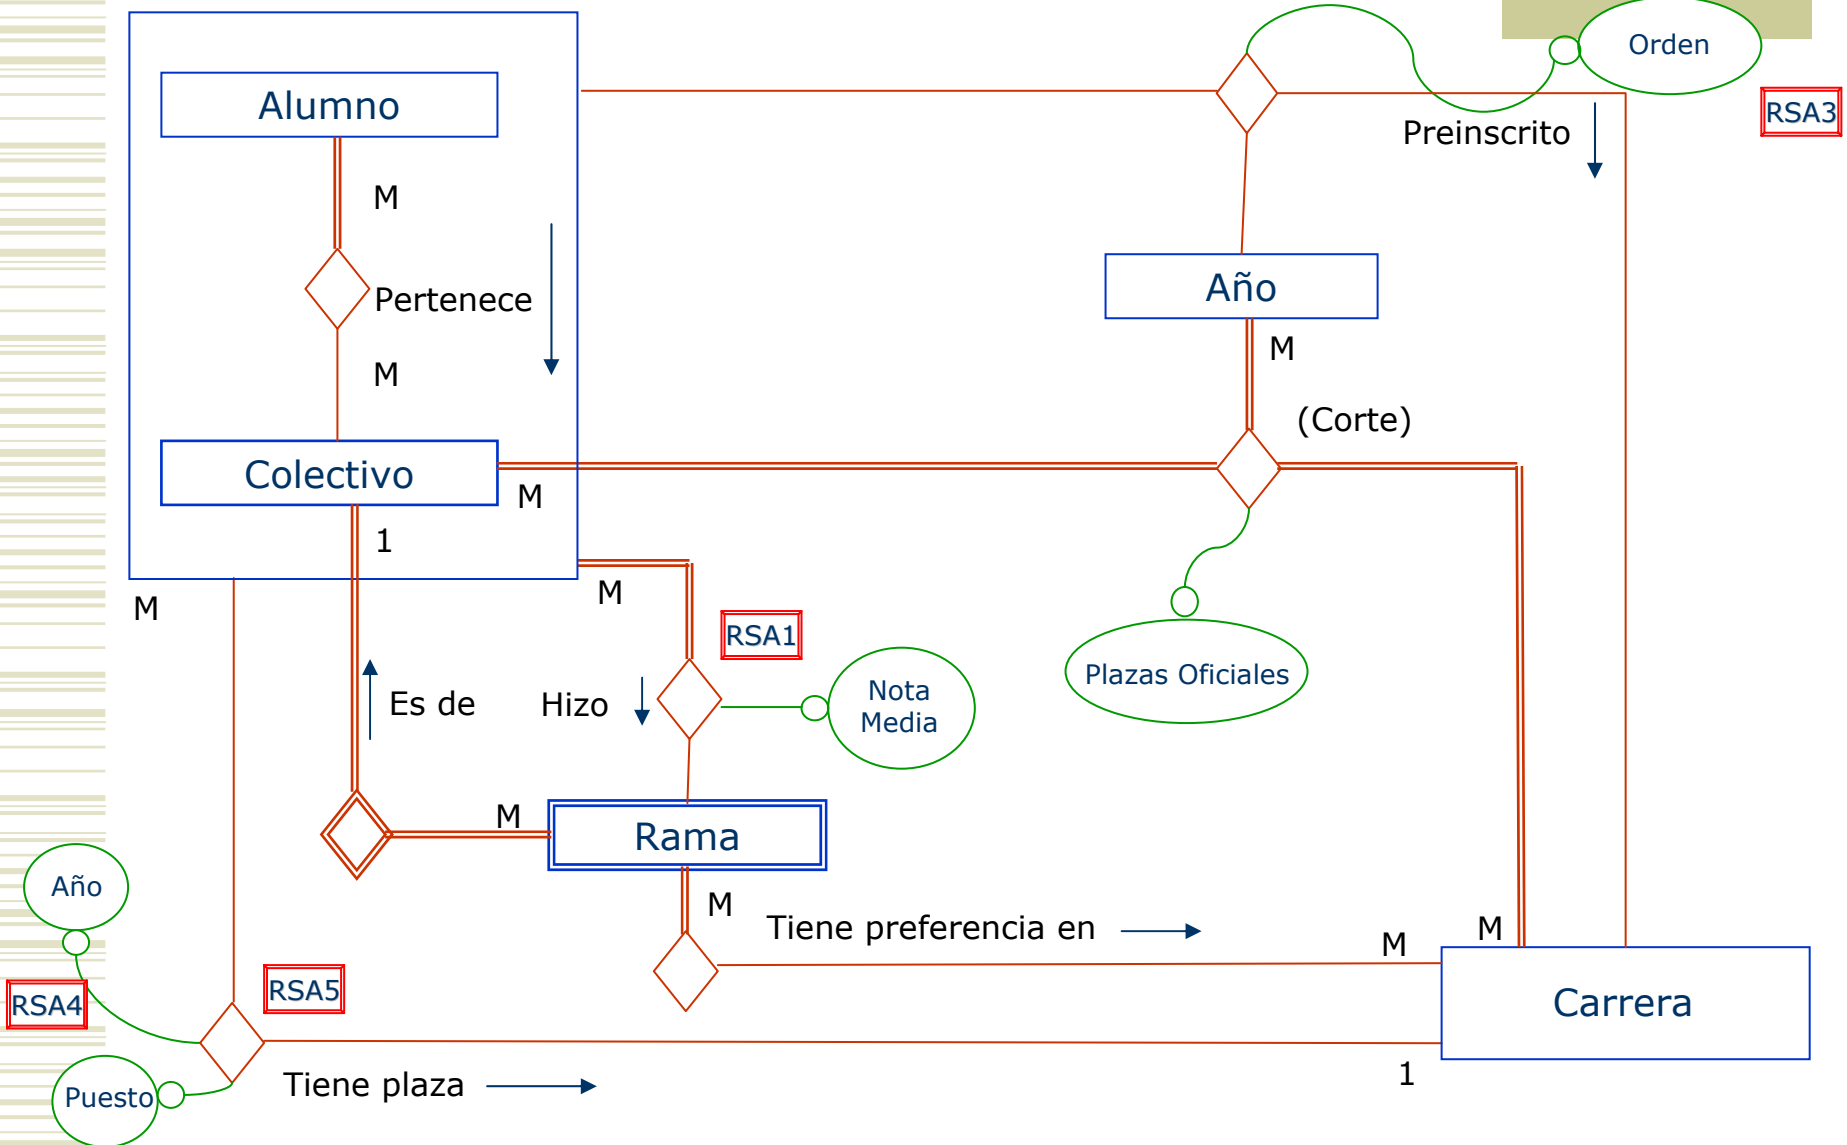 Orden
Alumno
RSA3
Preinscrito
M
Pertenece
Año
M
M
(Corte)
Colectivo
M
1
M
M
RSA1
Plazas Oficiales
Nota
Media
Es de
Hizo
M
Rama
Año
M
Tiene preferencia en
M
M
RSA4
RSA5
Carrera
1
Tiene plaza
Puesto